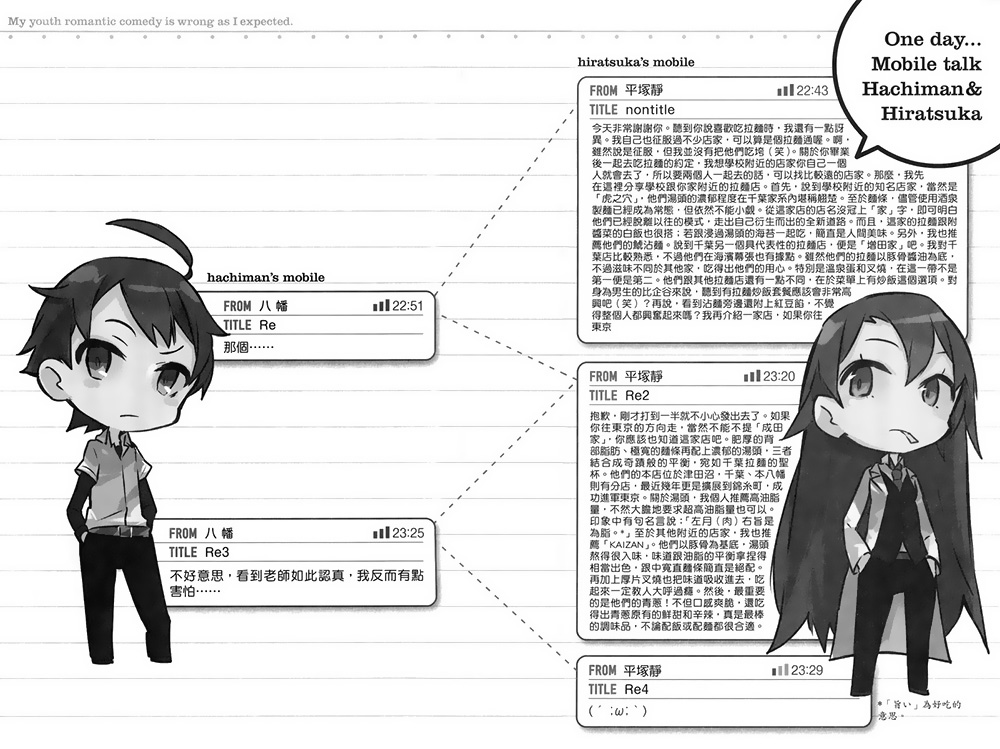 My youth romantic comedy is wrong as I expected.
One day...
Mobile talk
Hachiman&
Hiratsuka
hiratsuka's mobile
FROM 平塚靜 22:43
TITLE nontitle
今天非常謝謝你。聽到你說喜歡吃拉麵時，我還有一點訝
異。我自己也征服過不少店家，可以算是個拉麵通喔。啊，
雖然說是征服，但我並沒有把他們吃垮（笑）。關於你畢業
後一起去吃拉麵的約定，我想學校附近的店家你自己一個
人就會去了，所以要兩個人一起去的話，可以找比較遠的店家。那麼，我先
在這裡分享學校跟你家附近的拉麵店。首先，說到學校附近的知名店家，當然是
「虎之穴」，他們湯頭的濃郁程度在千葉家系內堪稱翹楚。至於麵條，儘管使用酒泉
製麵已經成為常態，但依然不能小覷。從這家店的店名沒冠上「家」字，即可明白
他們已經脫離以往的模式，走出自己衍生而出的全新道路。而且，這家的拉麵跟附
醬菜的白飯也很搭；若跟浸過湯頭的海苔一起吃，簡直是人間美味。另外，我也推
薦他們的鯱沾麵。說到千葉另一個具代表性的拉麵店，便是「增田家」吧。我對千
葉店比較熟悉，不過他們在海濱幕張也有據點。雖然他們的拉麵以豚骨醬油為底，
不過滋味不同於其他家，吃得出他們的用心。特別是溫泉蛋和叉燒，在這一帶不是
第一便是第二。他們跟其他拉麵店還有一點不同，在於菜單上有炒飯這個選項。對
身為男生的比企谷來說，聽到有拉麵炒飯套餐應該會非常高
興吧（笑）？再說，看到沾麵旁邊還附上紅豆餡，不覺
得整個人都興奮起來嗎？我再介紹一家店，如果你往
東京
hachiman's mobile
FROM 八幡 22:51
TITLE Re
那個……
FROM 平塚靜 23:20
TITLE Re2
抱歉，剛才打到一半就不小心發出去了。如果
你往東京的方向走，當然不能不提「成田
家」，你應該也知道這家店吧。肥厚的背
部脂肪、極寬的麵條再配上濃郁的湯頭，三者
結合成奇蹟般的平衡，宛如千葉拉麵的聖
杯。他們的本店位於津田沼，千葉、本八幡
則有分店，最近幾年更是擴展到錦糸町，成
功進軍東京。關於湯頭，我個人推薦高油脂
量，不然大膽地要求超高油脂量也可以。
印象中有句名言說：「左月（肉）右旨是
為脂。*」至於其他附近的店家，我也推
薦「KAIZAN」。他們以豚骨為基底，湯頭
熬得很入味，味道跟油脂的平衡拿捏得
相當出色，跟中寬直麵條簡直是絕配。
再加上厚片叉燒也把味道吸收進去，吃
起來一定教人大呼過癮。然後，最重要
的是他們的青蔥！不但口感爽脆，還吃
得出青蔥原有的鮮甜和辛辣，真是最棒
的調味品，不論配飯或配麵都很合適。
FROM 八幡 23:25
TITLE Re3
不好意思，看到老師如此認真，我反而有點
害怕……
FROM 平塚靜 23:29
TITLE Re4
(´;ω;`)
*「旨い」為好吃的
意思。